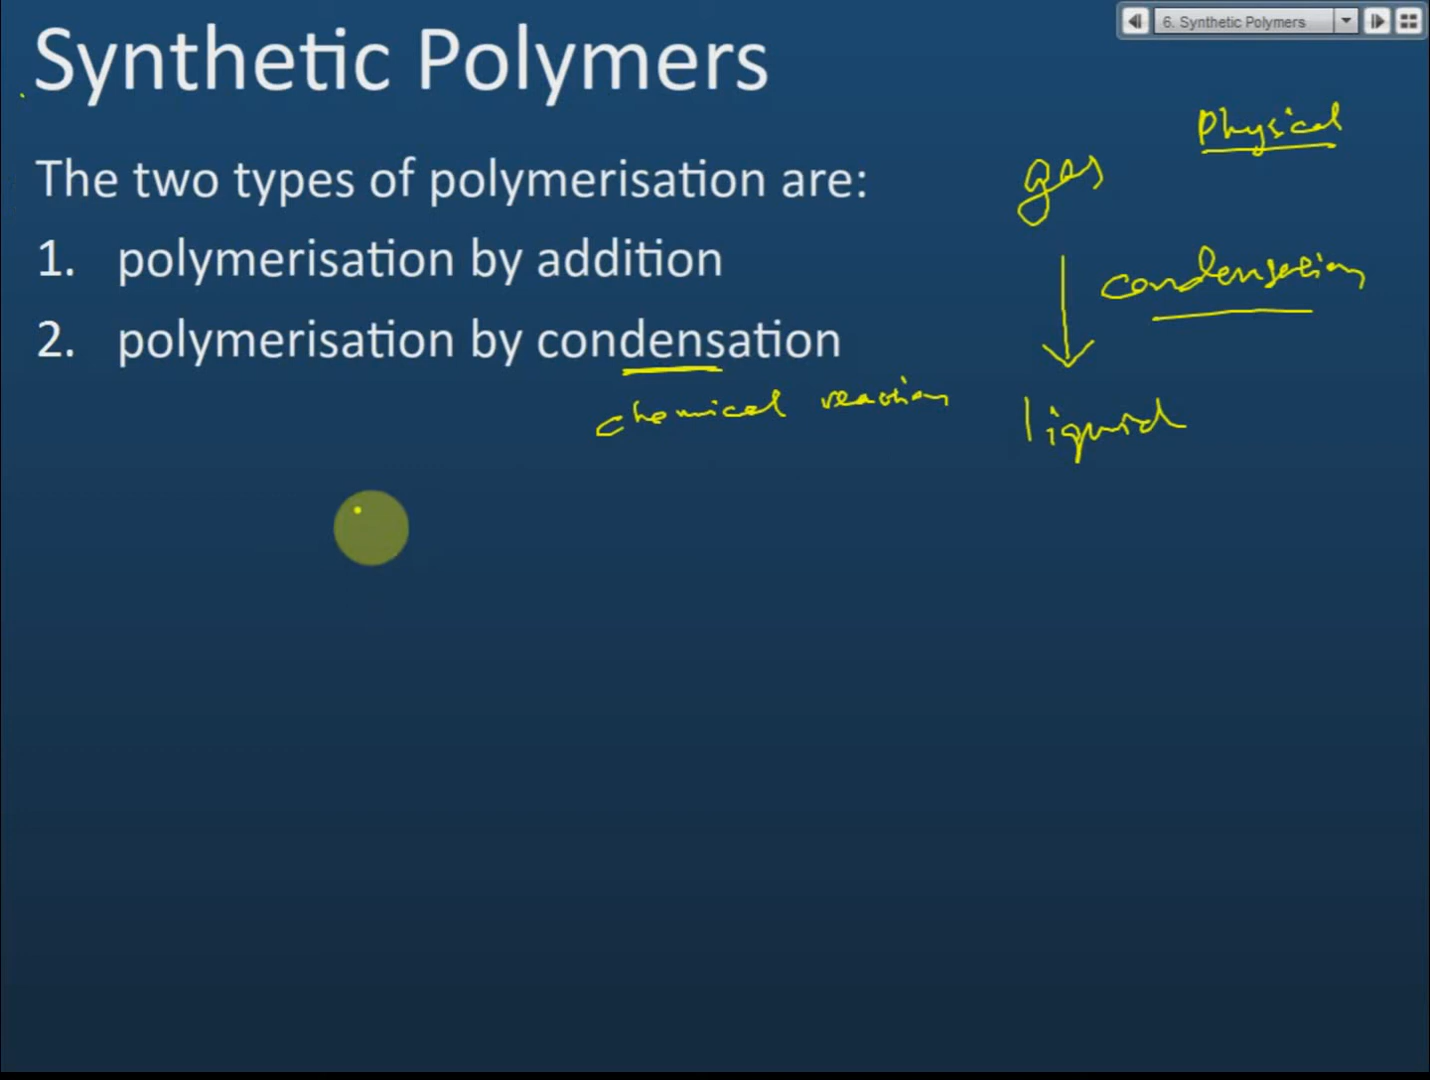 Synthetic Polymers
6. Synthetic Polymers
The two types of polymerisation are:
1. polymerisation by addition
2. polymerisation by condensation
chemical reaction
Physical
gas
condensation
liquid